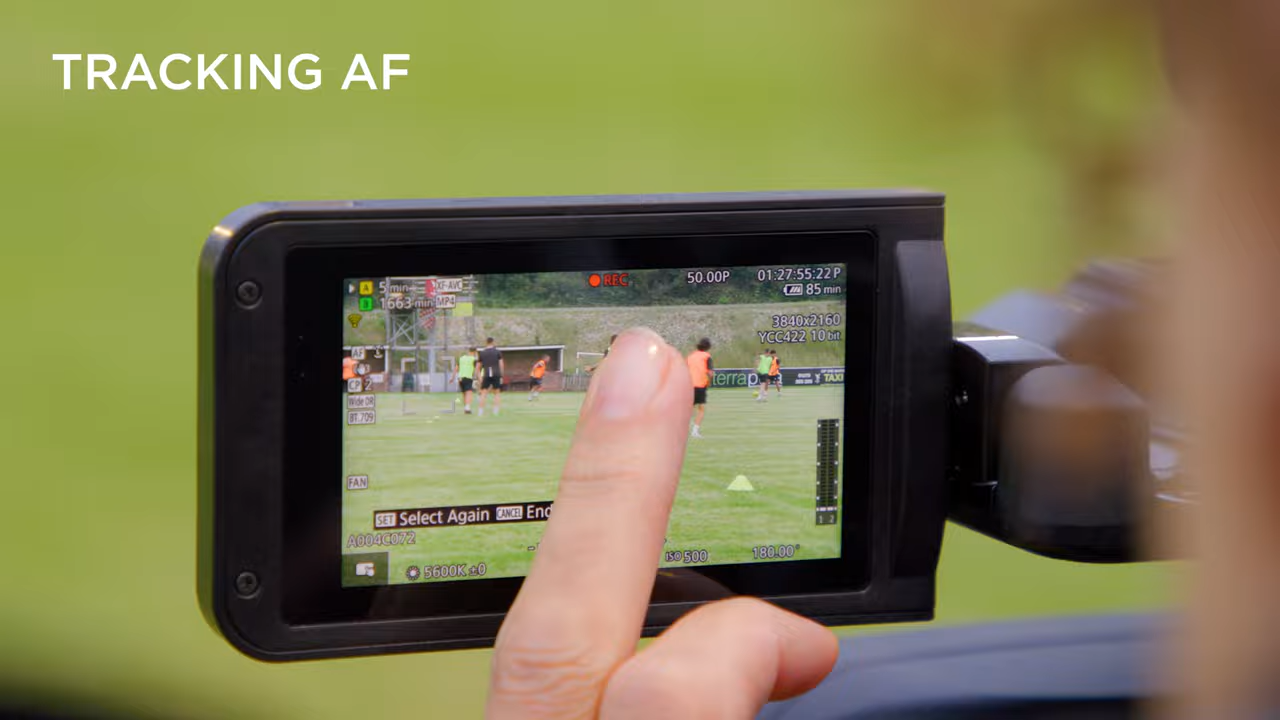 TRACKING AF
A 5 min XF-AVC
REC
50.00P
01:27:55:22 P
B 1663 min MP4
85 min
3840x2160
YCC422 10 bit
AF
CP 2
Wide DR
BT.709
terra
TAXI
FAN
SET Select Again CANCEL End
1 2
A004C072
5600K ±0
ISO 500
180.00°